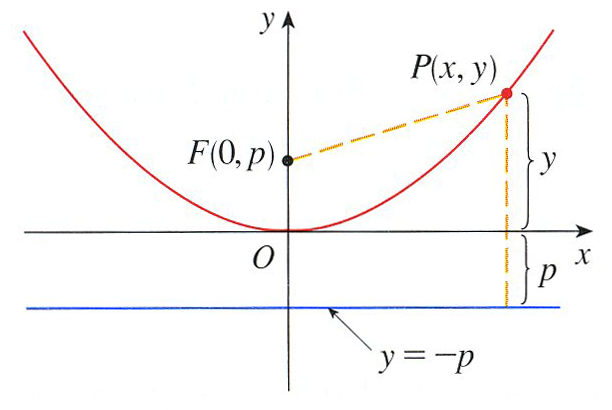 y
P(x, y)
F(0, p)
y
O
x
p
y = −p